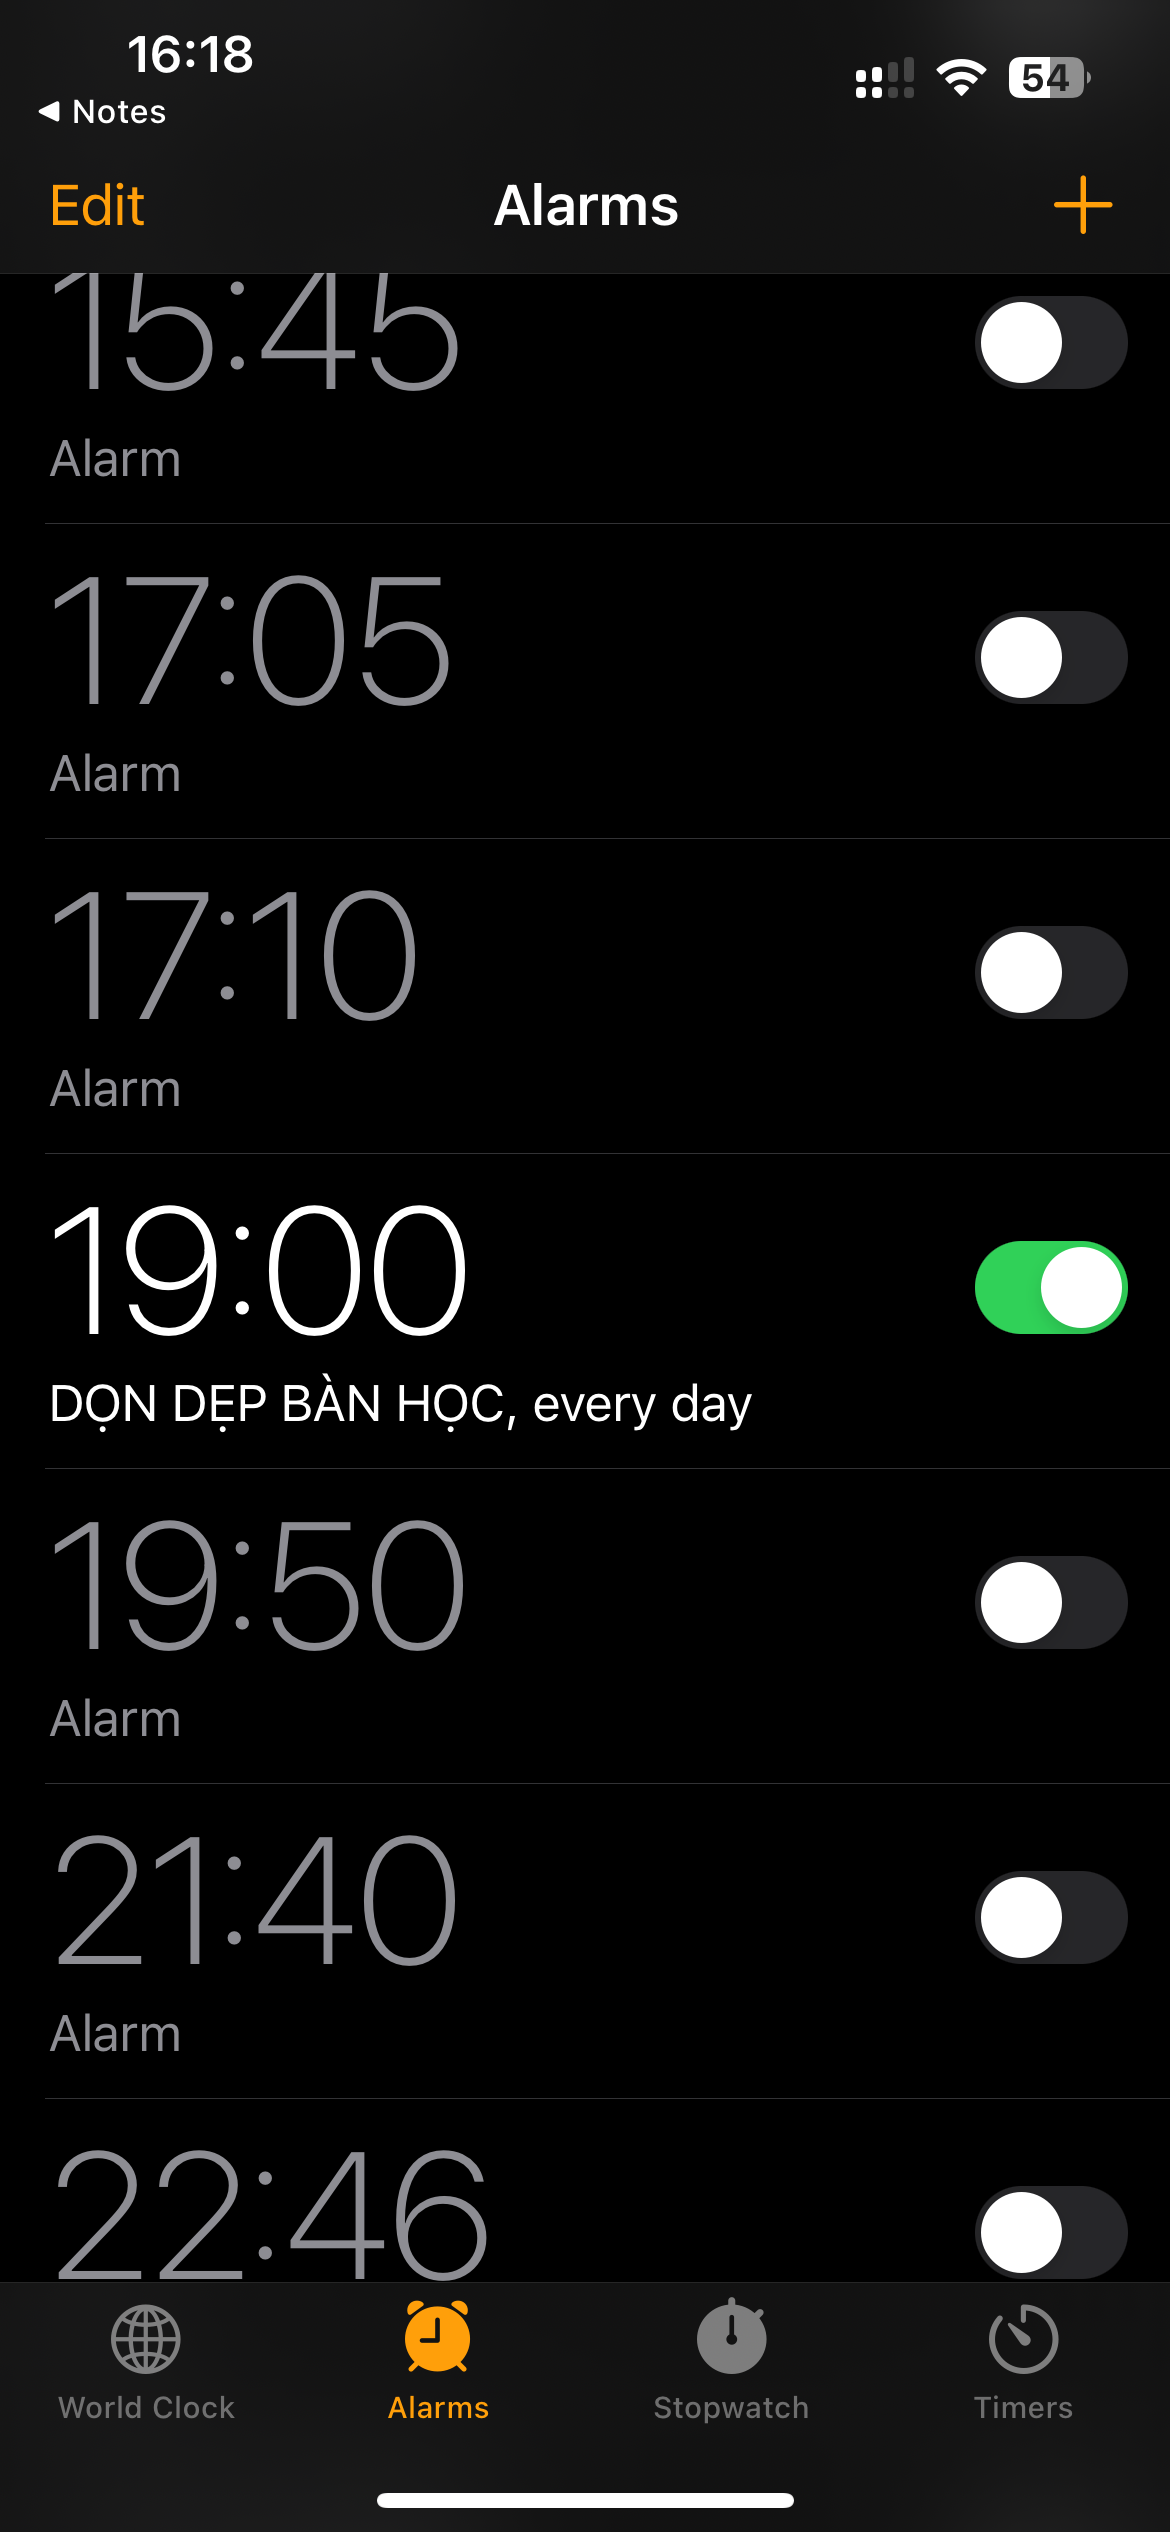 16:18
54
Notes
Edit
Alarms
15:45
Alarm
17:05
Alarm
17:10
Alarm
19:00
DỌN DẸP BÀN HỌC, every day
19:50
Alarm
21:40
Alarm
22:46
World Clock
Alarms
Stopwatch
Timers